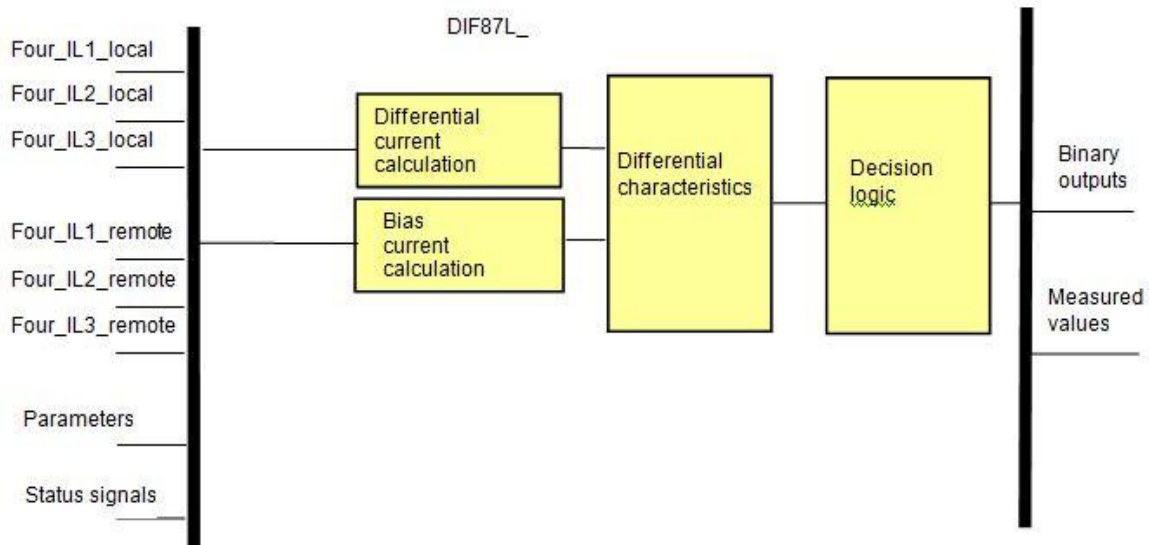 DIF87L_
Four_IL1_local
Four_IL2_local
Four_IL3_local
Four_IL1_remote
Four_IL2_remote
Four_IL3_remote
Parameters
Status signals
Differential
current
calculation
Bias
current
calculation
Differential
characteristics
Decision
logic
Binary
outputs
Measured
values